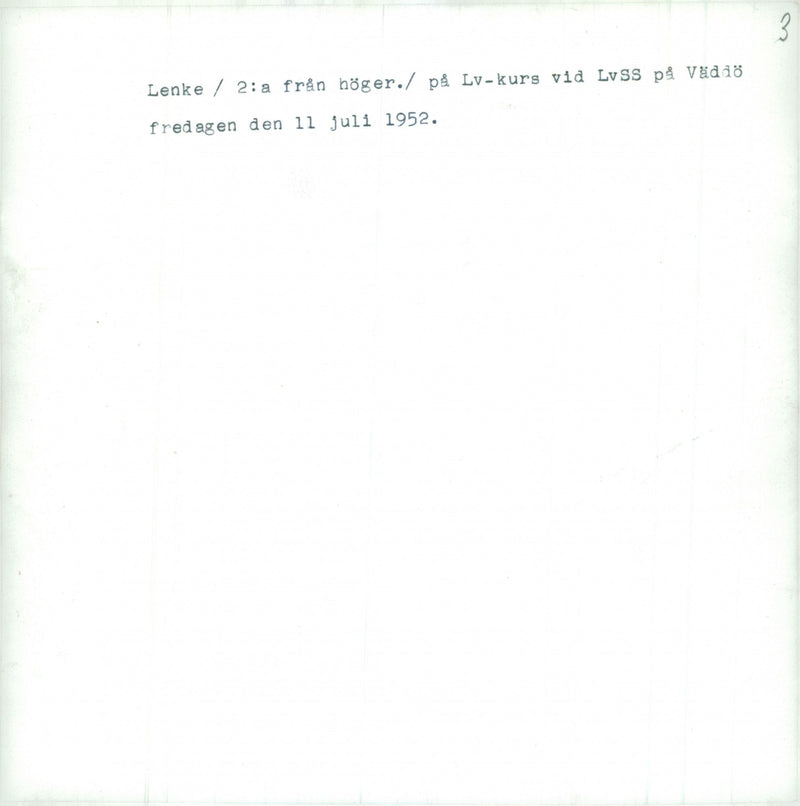 3
Lenke / 2:a från höger./ på Lv-kurs vid LvSS på Väddö
fredagen den 11 juli 1952.